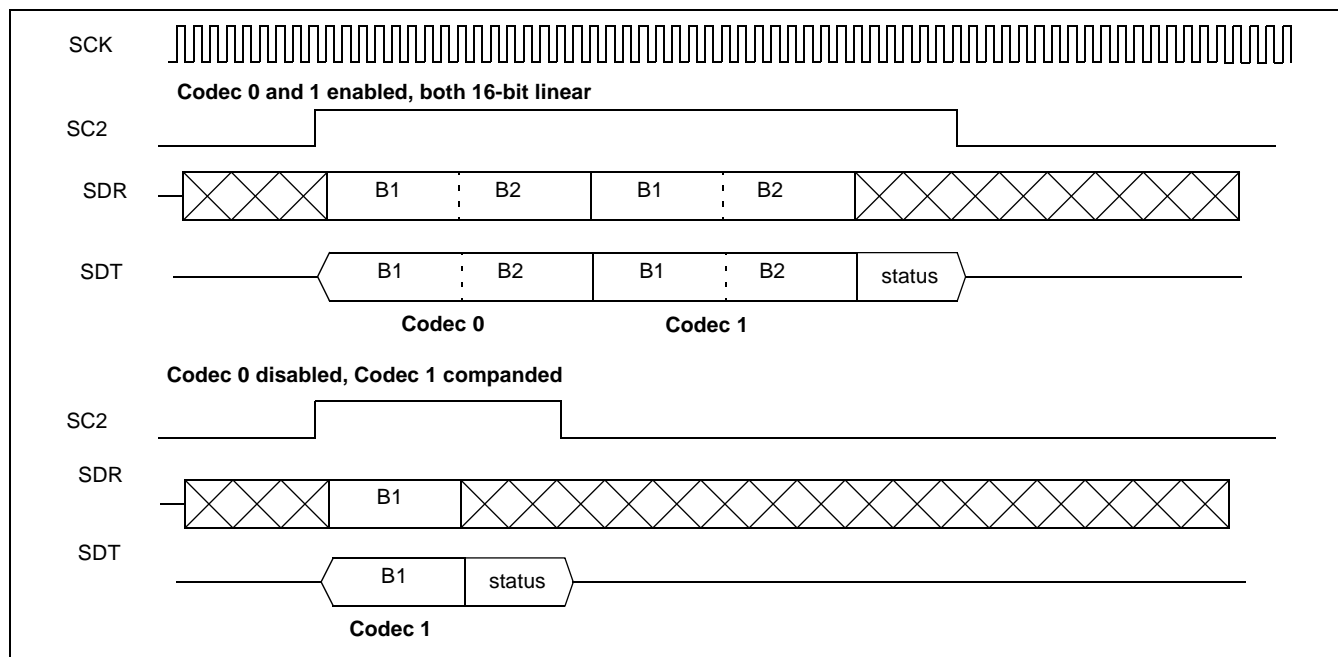 SCK
Codec 0 and 1 enabled, both 16-bit linear
SC2
SDR B1 B2 B1 B2
SDT B1 B2 B1 B2 status
Codec 0 Codec 1
Codec 0 disabled, Codec 1 companded
SC2
SDR B1
SDT B1 status
Codec 1